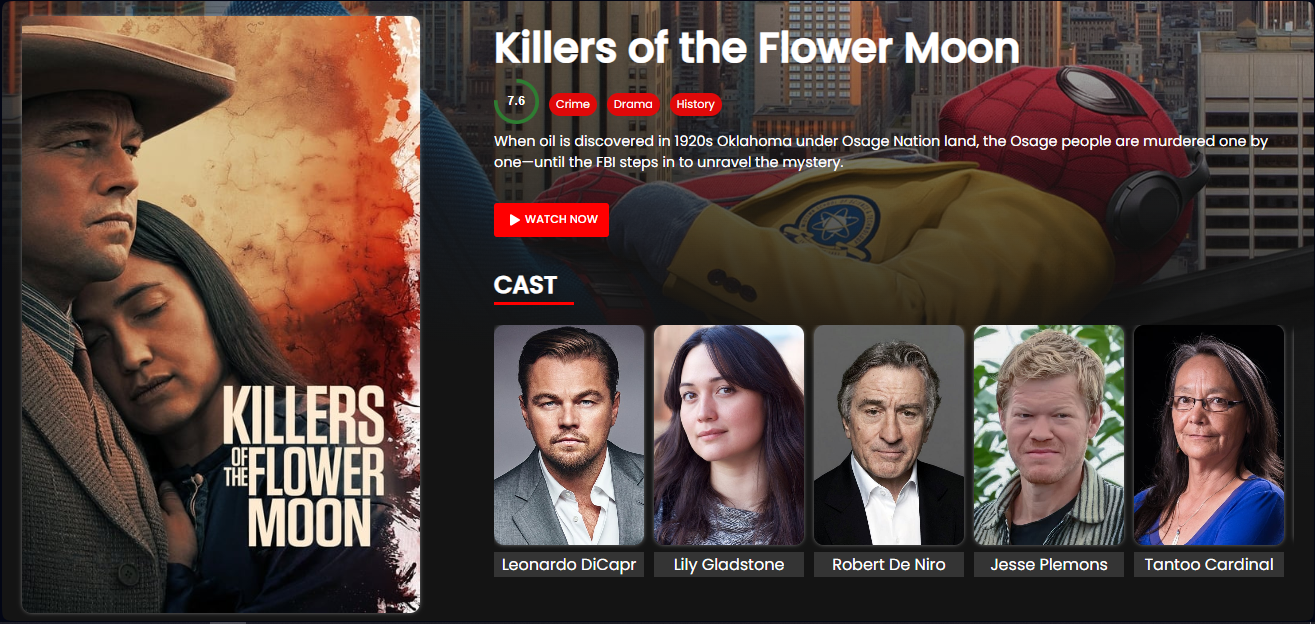 KILLERS
OF
THE FLOWER
MOON
Killers of the Flower Moon
7.6 Crime Drama History
When oil is discovered in 1920s Oklahoma under Osage Nation land, the Osage people are murdered one by
one—until the FBI steps in to unravel the mystery.
WATCH NOW
CAST
Leonardo DiCapr Lily Gladstone Robert De Niro Jesse Plemons Tantoo Cardinal